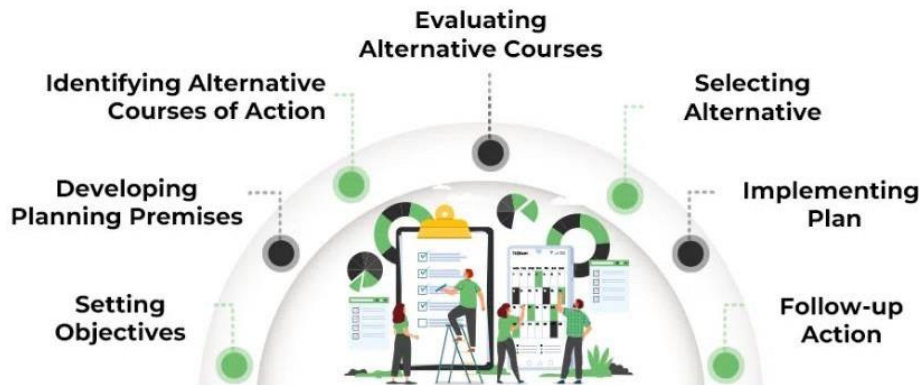 Evaluating
Alternative Courses
Identifying Alternative
Courses of Action
Selecting
Alternative
Developing
Planning Premises
Implementing
Plan
Setting
Objectives
Follow-up
Action